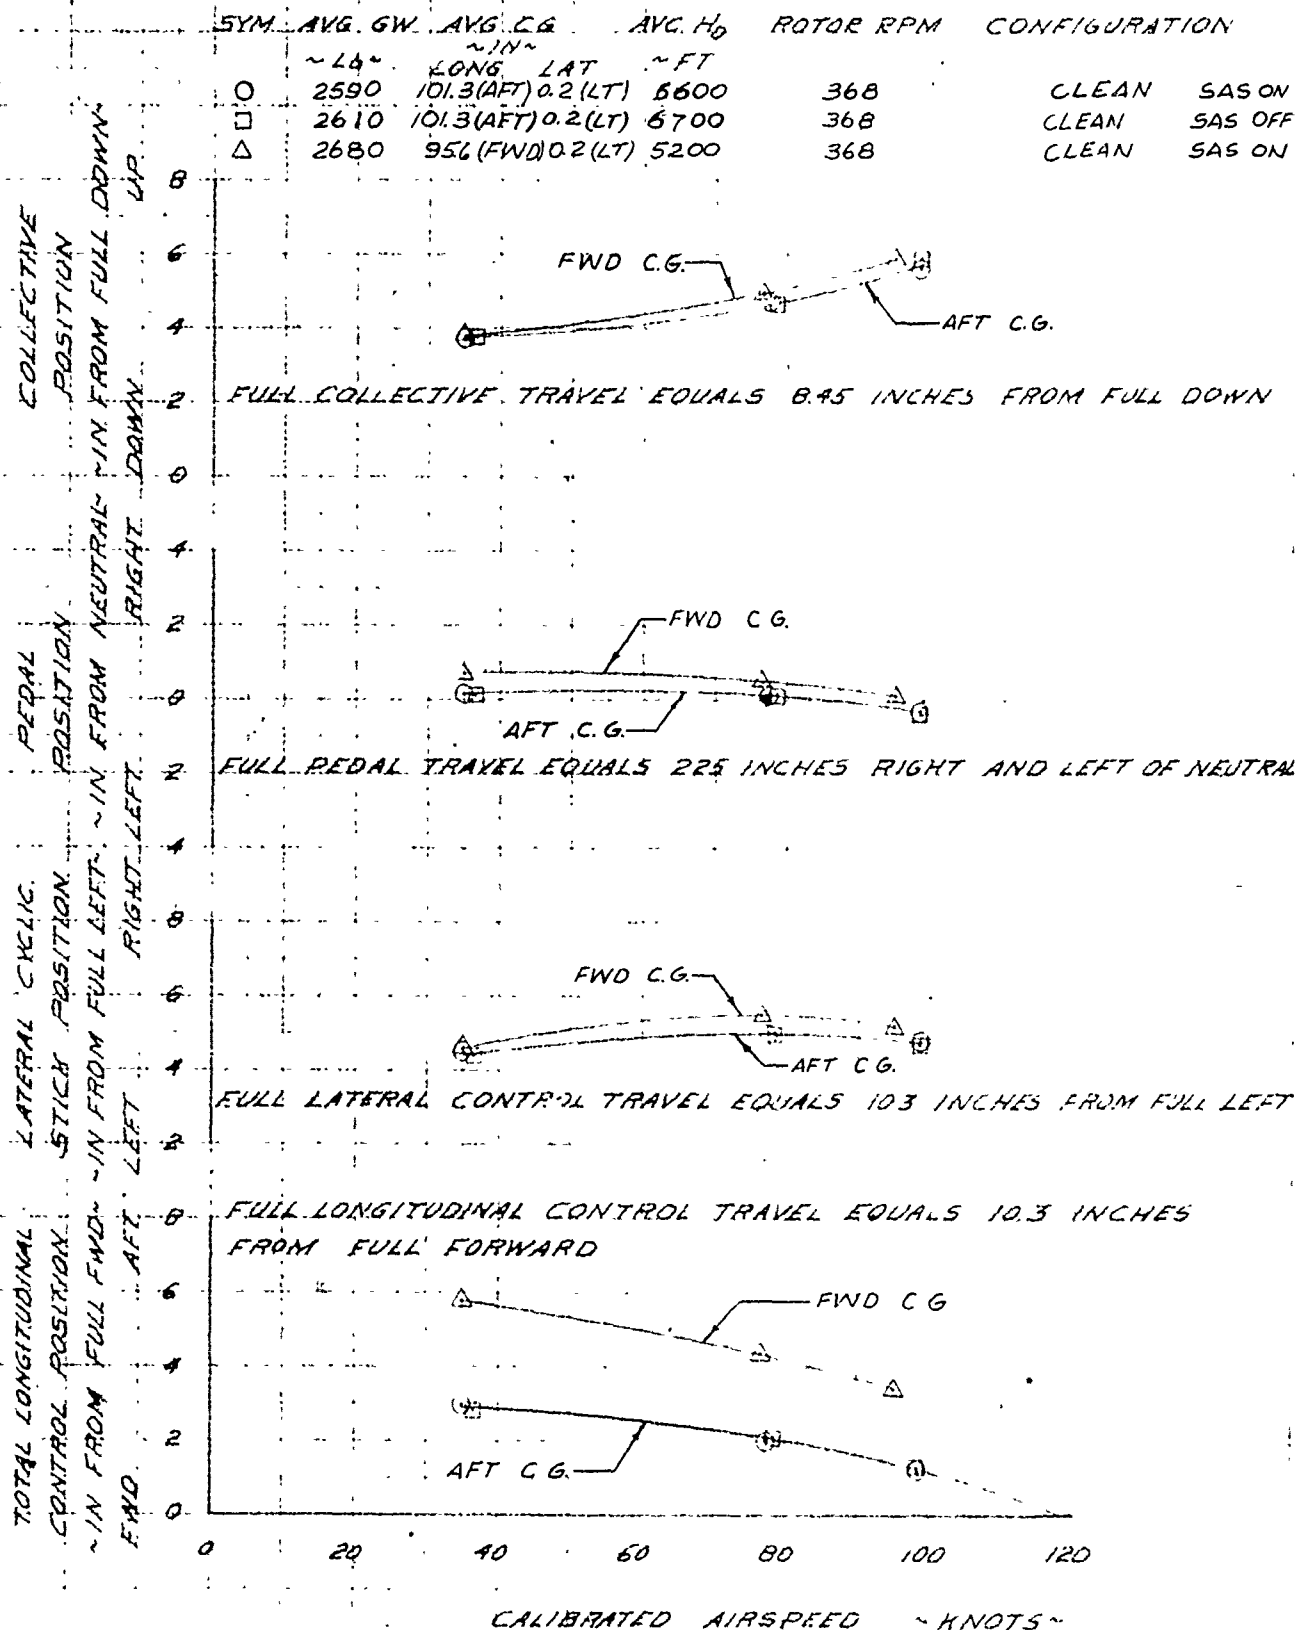 SYM AVG. GW AVG CG AVG. HD ROTOR RPM CONFIGURATION
~IN~
~LB~ LONG LAT ~FT
2590 101.3(AFT) 0.2(LT) 6600 368 CLEAN SAS ON
2610 101.3(AFT) 0.2(LT) 6700 368 CLEAN SAS OFF
2680 95.6(FWD) 0.2(LT) 5200 368 CLEAN SAS ON
COLLECTIVE
POSITION
~IN FROM FULL DOWN~
DOWN UP
8
6
4
2
0
FWD C.G.
AFT C.G.
FULL COLLECTIVE TRAVEL EQUALS 8.45 INCHES FROM FULL DOWN
PEDAL
POSITION
~IN FROM NEUTRAL~
LEFT RIGHT
4
2
0
2
4
FWD C G.
AFT C.G.
FULL PEDAL TRAVEL EQUALS 225 INCHES RIGHT AND LEFT OF NEUTRAL
LATERAL CYCLIC
STICK POSITION
~IN FROM FULL LEFT~
LEFT RIGHT
8
6
4
2
FWD C.G.
AFT C G.
FULL LATERAL CONTROL TRAVEL EQUALS 103 INCHES FROM FULL LEFT
TOTAL LONGITUDINAL
CONTROL POSITION
~IN FROM FULL FWD~
FWD. AFT
8
6
4
2
0
FULL LONGITUDINAL CONTROL TRAVEL EQUALS 10.3 INCHES
FROM FULL FORWARD
FWD C G
AFT C G.
0 20 40 60 80 100 120
CALIBRATED AIRSPEED ~KNOTS~